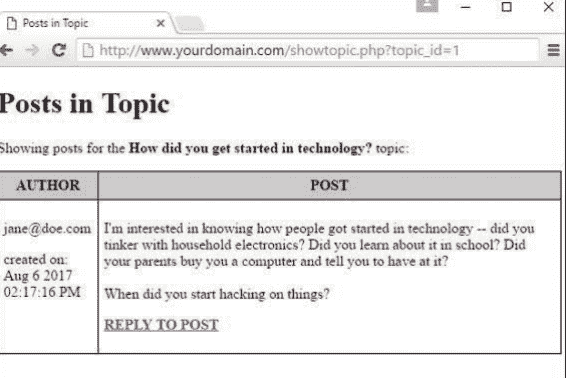 Posts in Topic
http://www.yourdomain.com/showtopic.php?topic_id=1
Posts in Topic
Showing posts for the How did you get started in technology? topic:
AUTHOR POST
jane@doe.com
created on:
Aug 6 2017
02:17:16 PM
I'm interested in knowing how people got started in technology -- did you
tinker with household electronics? Did you learn about it in school? Did
your parents buy you a computer and tell you to have at it?
When did you start hacking on things?
REPLY TO POST